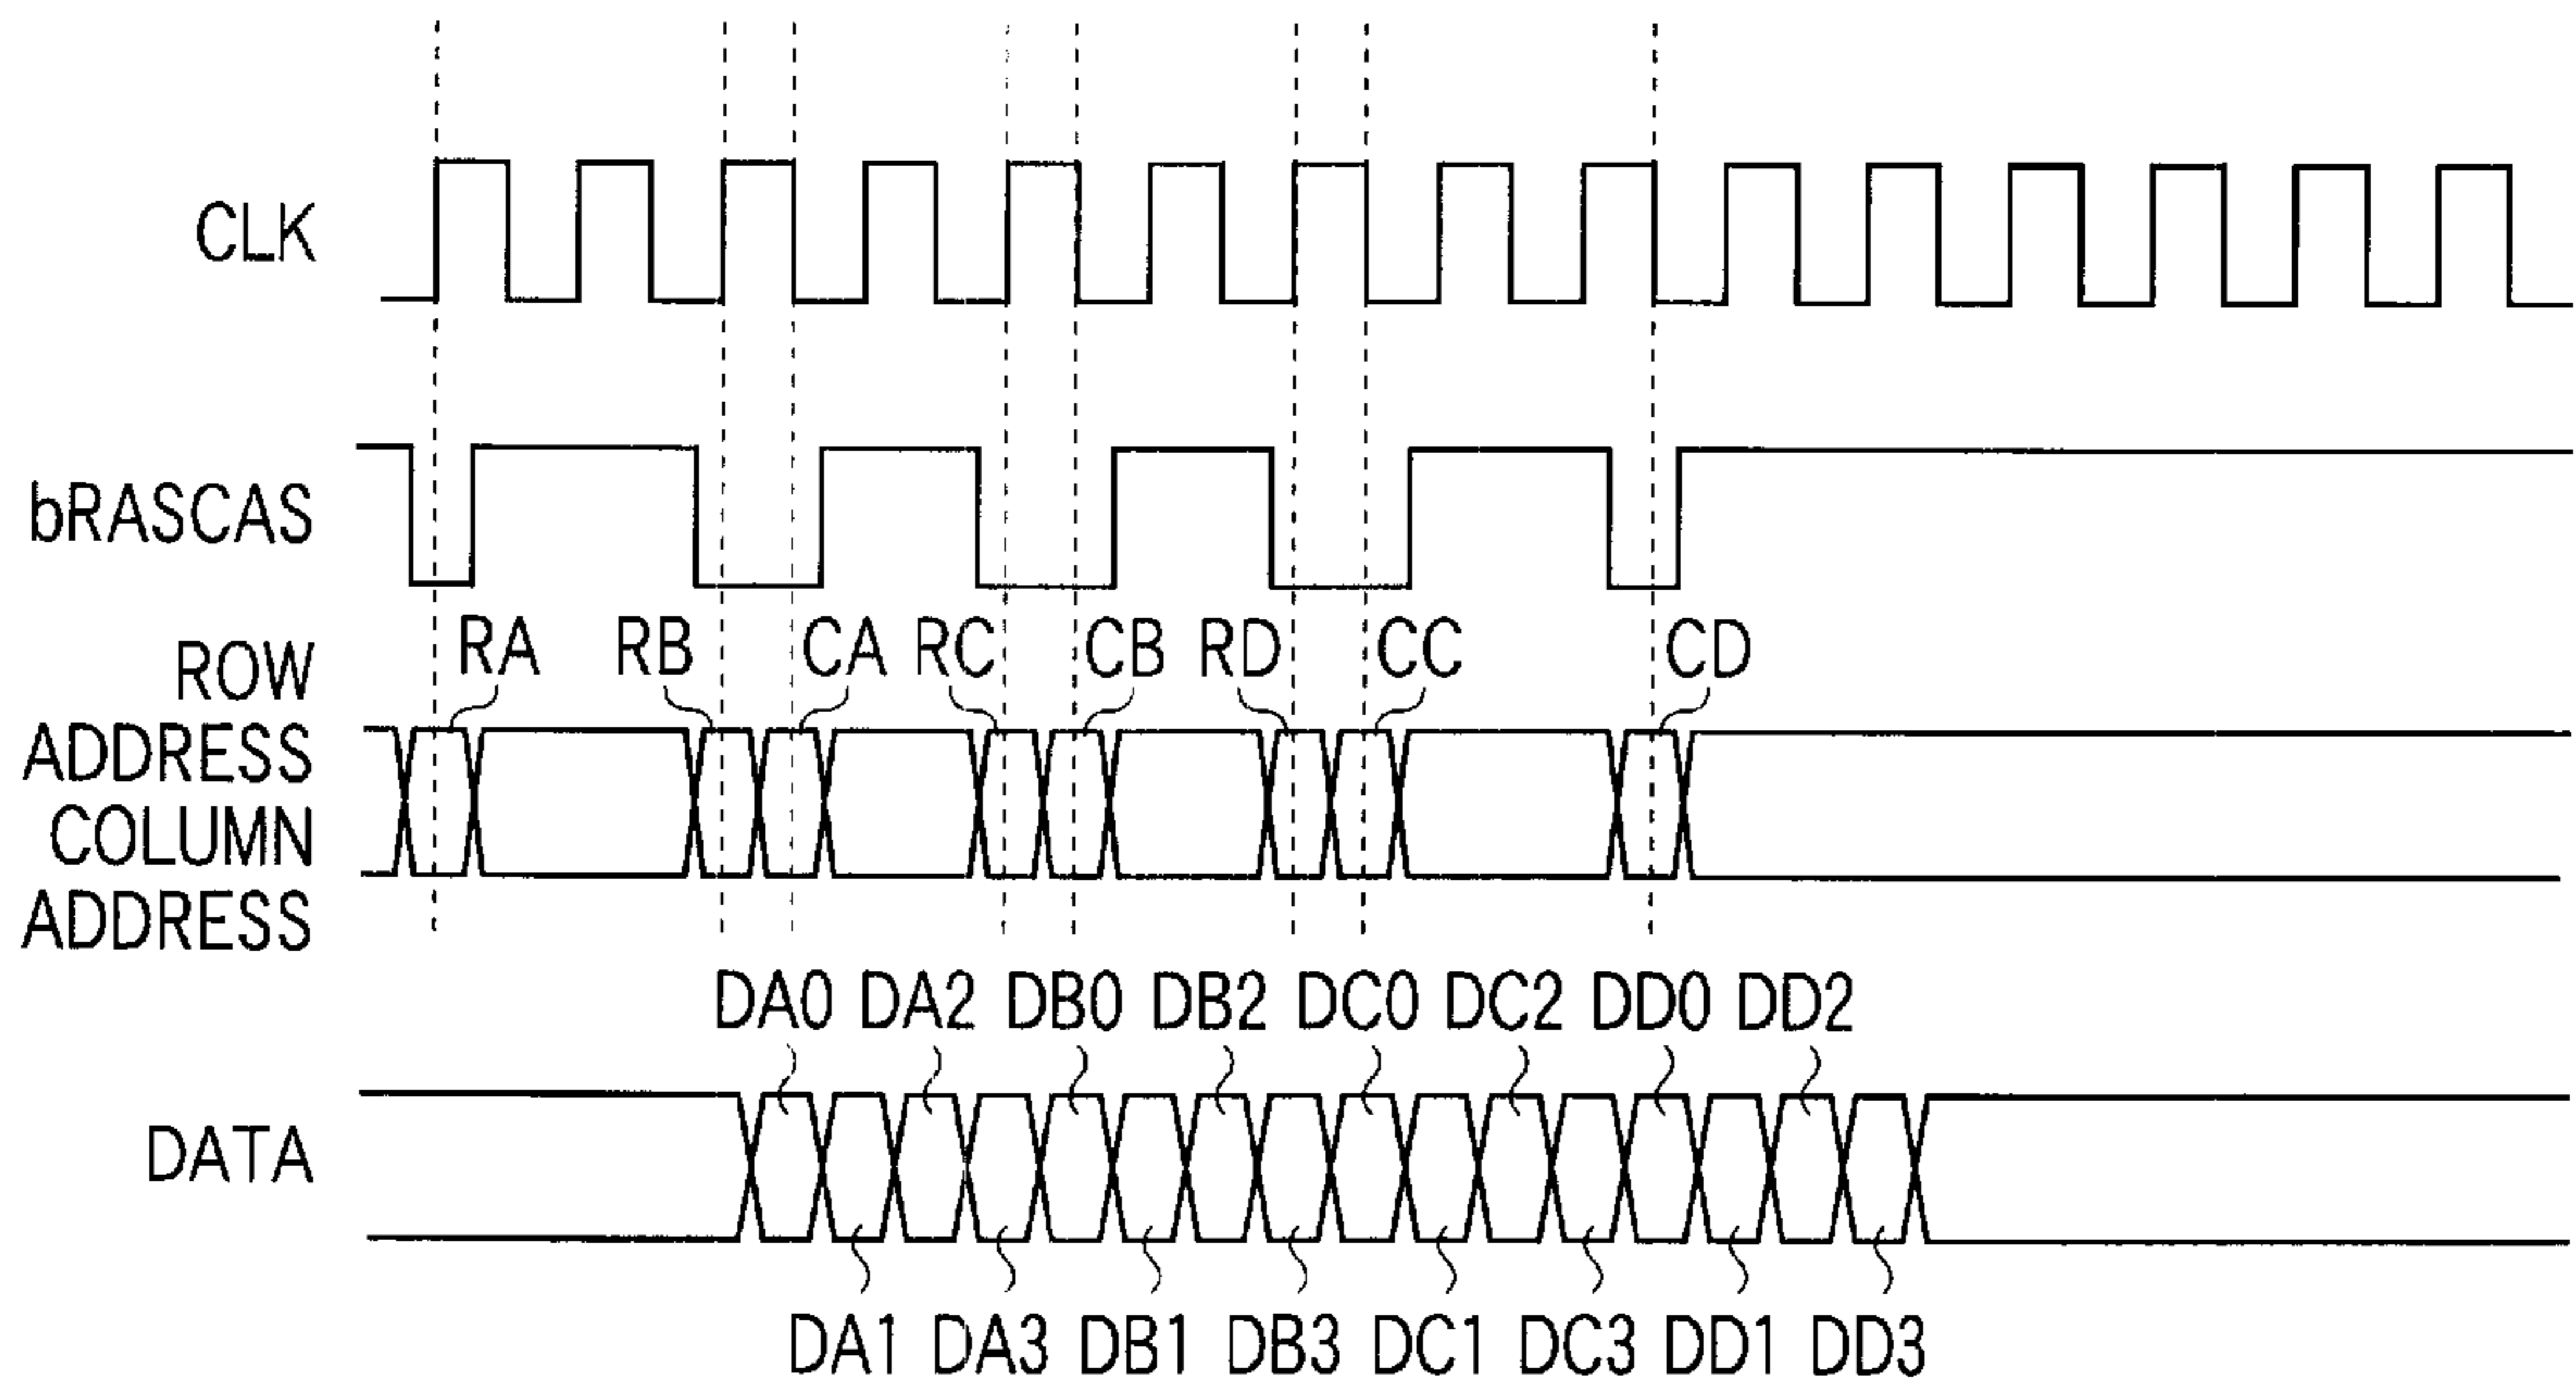 CLK
bRASCAS
RA RB CA RC CB RD CC CD
ROW
ADDRESS
COLUMN
ADDRESS
DA0 DA2 DB0 DB2 DC0 DC2 DD0 DD2
DATA
DA1 DA3 DB1 DB3 DC1 DC3 DD1 DD3